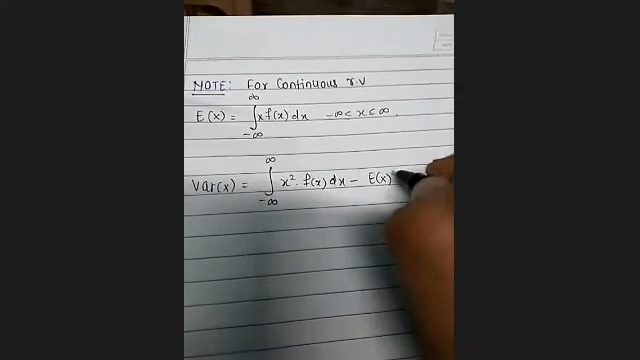 NOTE: For Continuous r.v
E(x) = ∫_{-∞}^{∞} x f(x) dx   -∞ < x ≤ ∞.
Var(x) = ∫_{-∞}^{∞} x². f(x) dx - E(x)